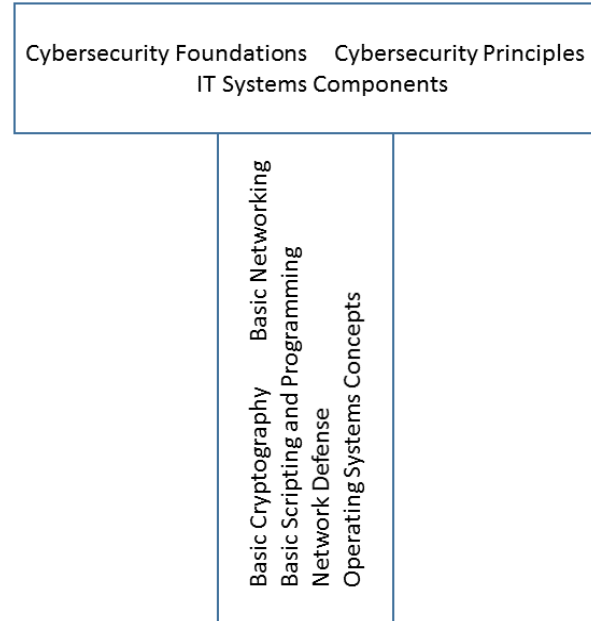 Cybersecurity Foundations Cybersecurity Principles
IT Systems Components
Basic Cryptography Basic Networking
Basic Scripting and Programming
Network Defense
Operating Systems Concepts